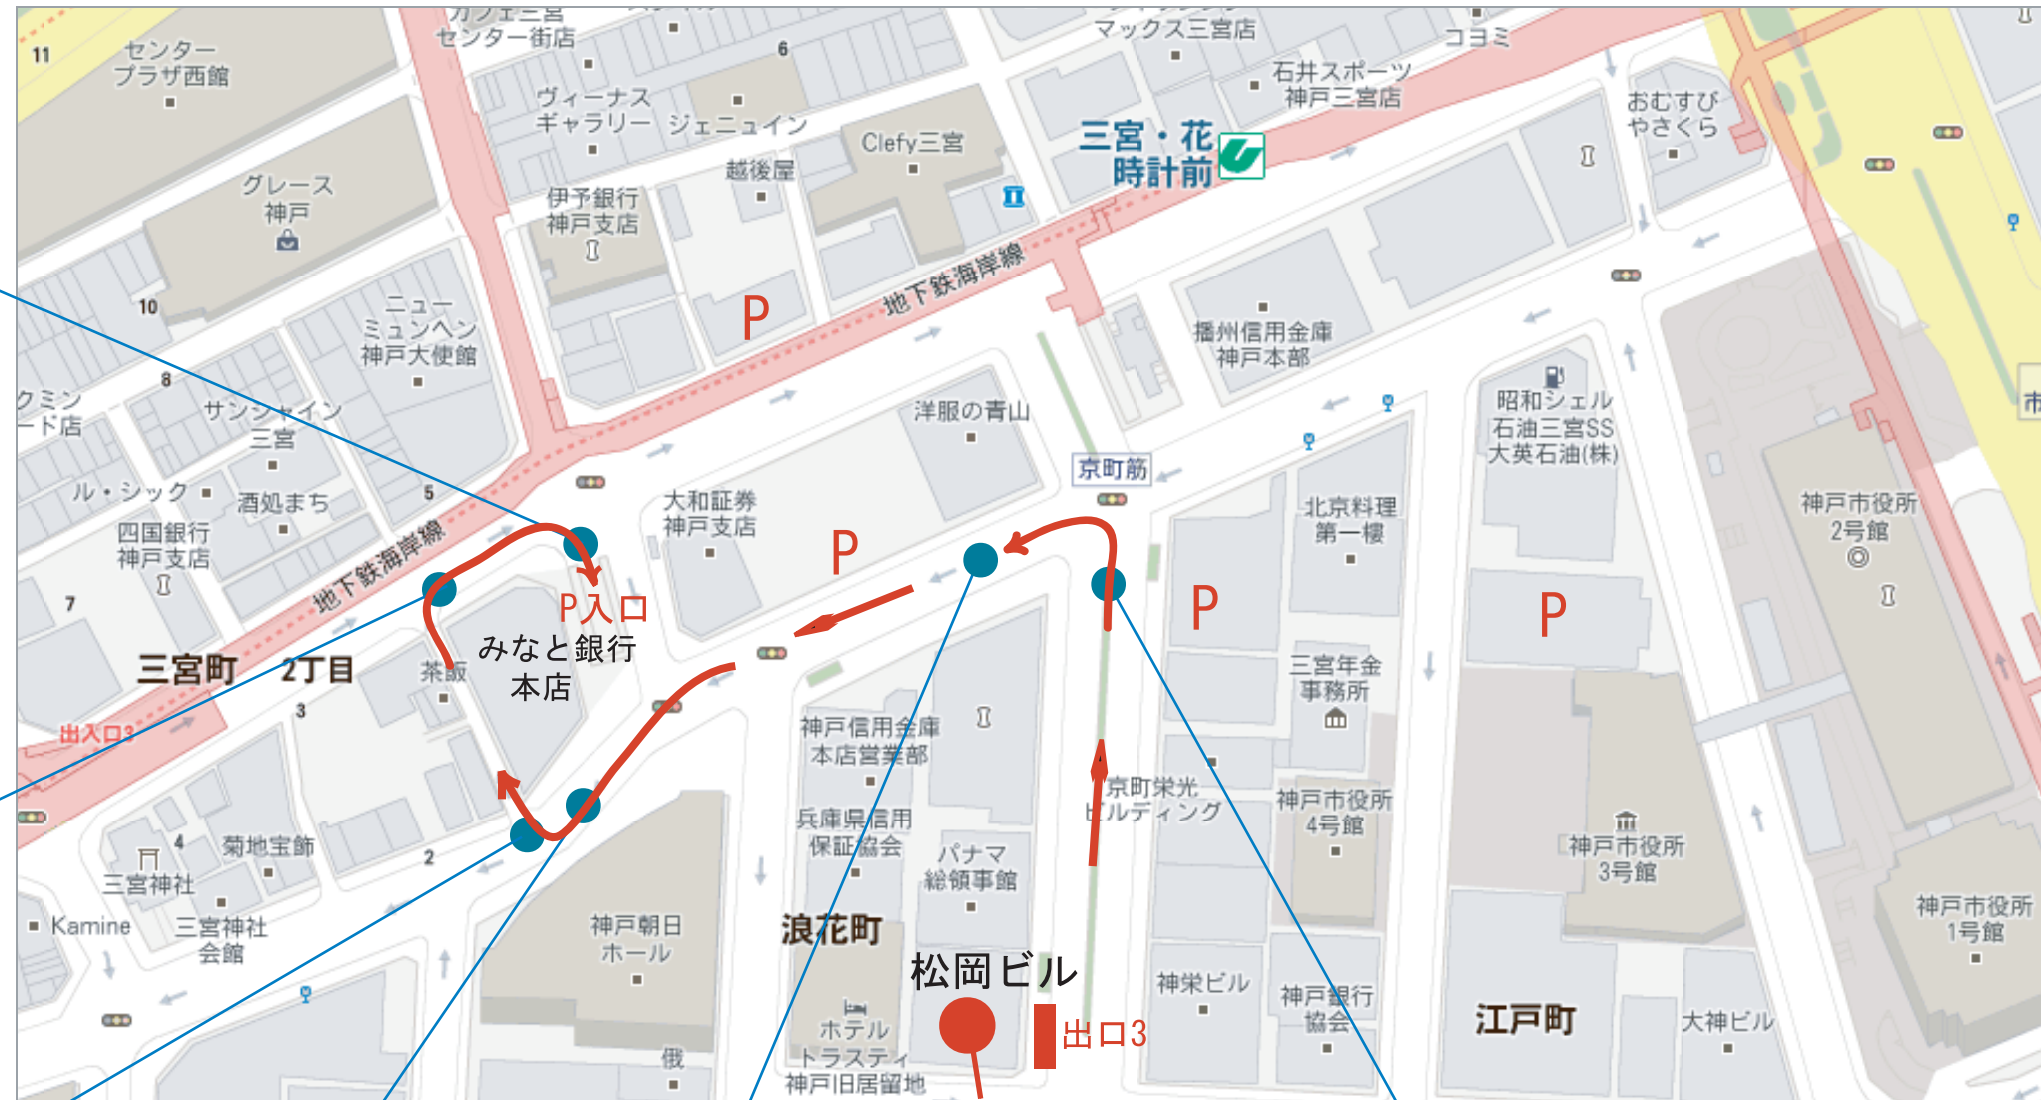 センター街店
11
センター
プラザ西館
6
マックス三宮店
コヨミ
石井スポーツ
神戸三宮店
おむすび
やさくら
ヴィーナス
ギャラリー
ジェニュイン
Clefy三宮
越後屋
三宮・花
時計前
グレース
神戸
伊予銀行
神戸支店
10
ニュー
ミュンヘン
神戸大使館
P
地下鉄海岸線
播州信用金庫
神戸本部
8
クミン
ード店
サンシャイン
三宮
洋服の青山
昭和シェル
石油三宮SS
大英石油(株)
市
京町筋
ル・シック
酒処まち
5
四国銀行
神戸支店
大和証券
神戸支店
北京料理
第一樓
神戸市役所
2号館
地下鉄海岸線
P
7
P入口
P
P
みなと銀行
本店
三宮町
2丁目
茶飯
三宮年金
事務所
3
出入口3
神戸信用金庫
本店営業部
京町栄光
ビルディング
神戸市役所
4号館
兵庫県信用
保証協会
4
菊地宝飾
2
パナマ
総領事館
神戸市役所
3号館
三宮神社
Kamine
三宮神社
会館
神戸朝日
ホール
浪花町
神戸市役所
1号館
松岡ビル
神栄ビル
神戸銀行
協会
江戸町
大神ビル
出口3
ホテル
トラスティ
神戸旧居留地
俄